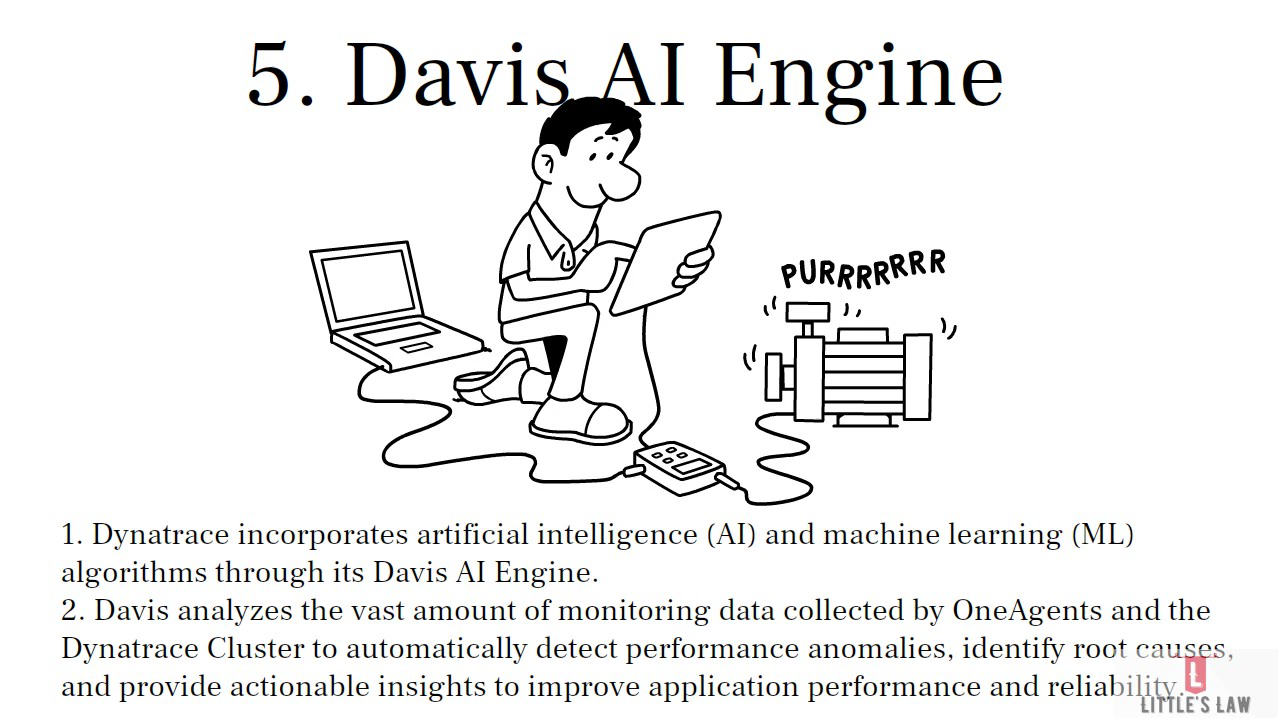 5. Davis AI Engine
PURRRRRRR
1. Dynatrace incorporates artificial intelligence (AI) and machine learning (ML)
algorithms through its Davis AI Engine.
2. Davis analyzes the vast amount of monitoring data collected by OneAgents and the
Dynatrace Cluster to automatically detect performance anomalies, identify root causes,
and provide actionable insights to improve application performance and reliability.
L
LITTLE'S LAW